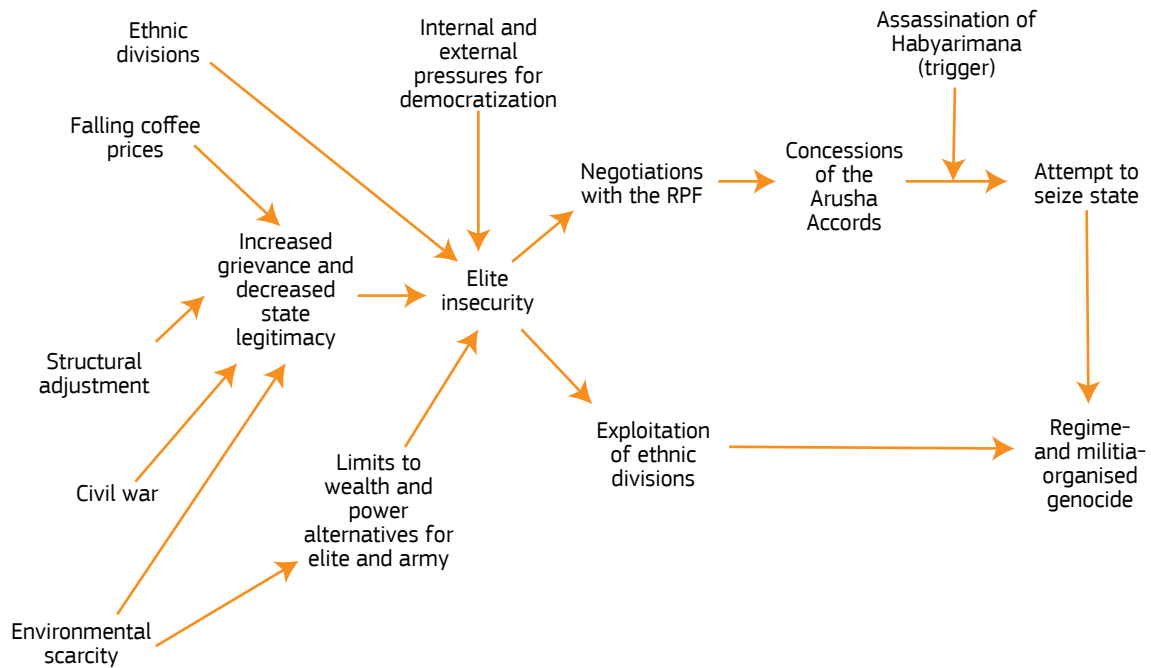 Ethnic
divisions
Internal and
external
pressures for
democratization
Assassination of
Habyarimana
(trigger)
Falling coffee
prices
Negotiations
with the RPF
Concessions
of the
Arusha
Accords
Attempt to
seize state
Increased
grievance and
decreased
state
legitimacy
Elite
insecurity
Structural
adjustment
Exploitation
of ethnic
divisions
Regime-
and militia-
organised
genocide
Civil war
Limits to
wealth and
power
alternatives for
elite and army
Environmental
scarcity